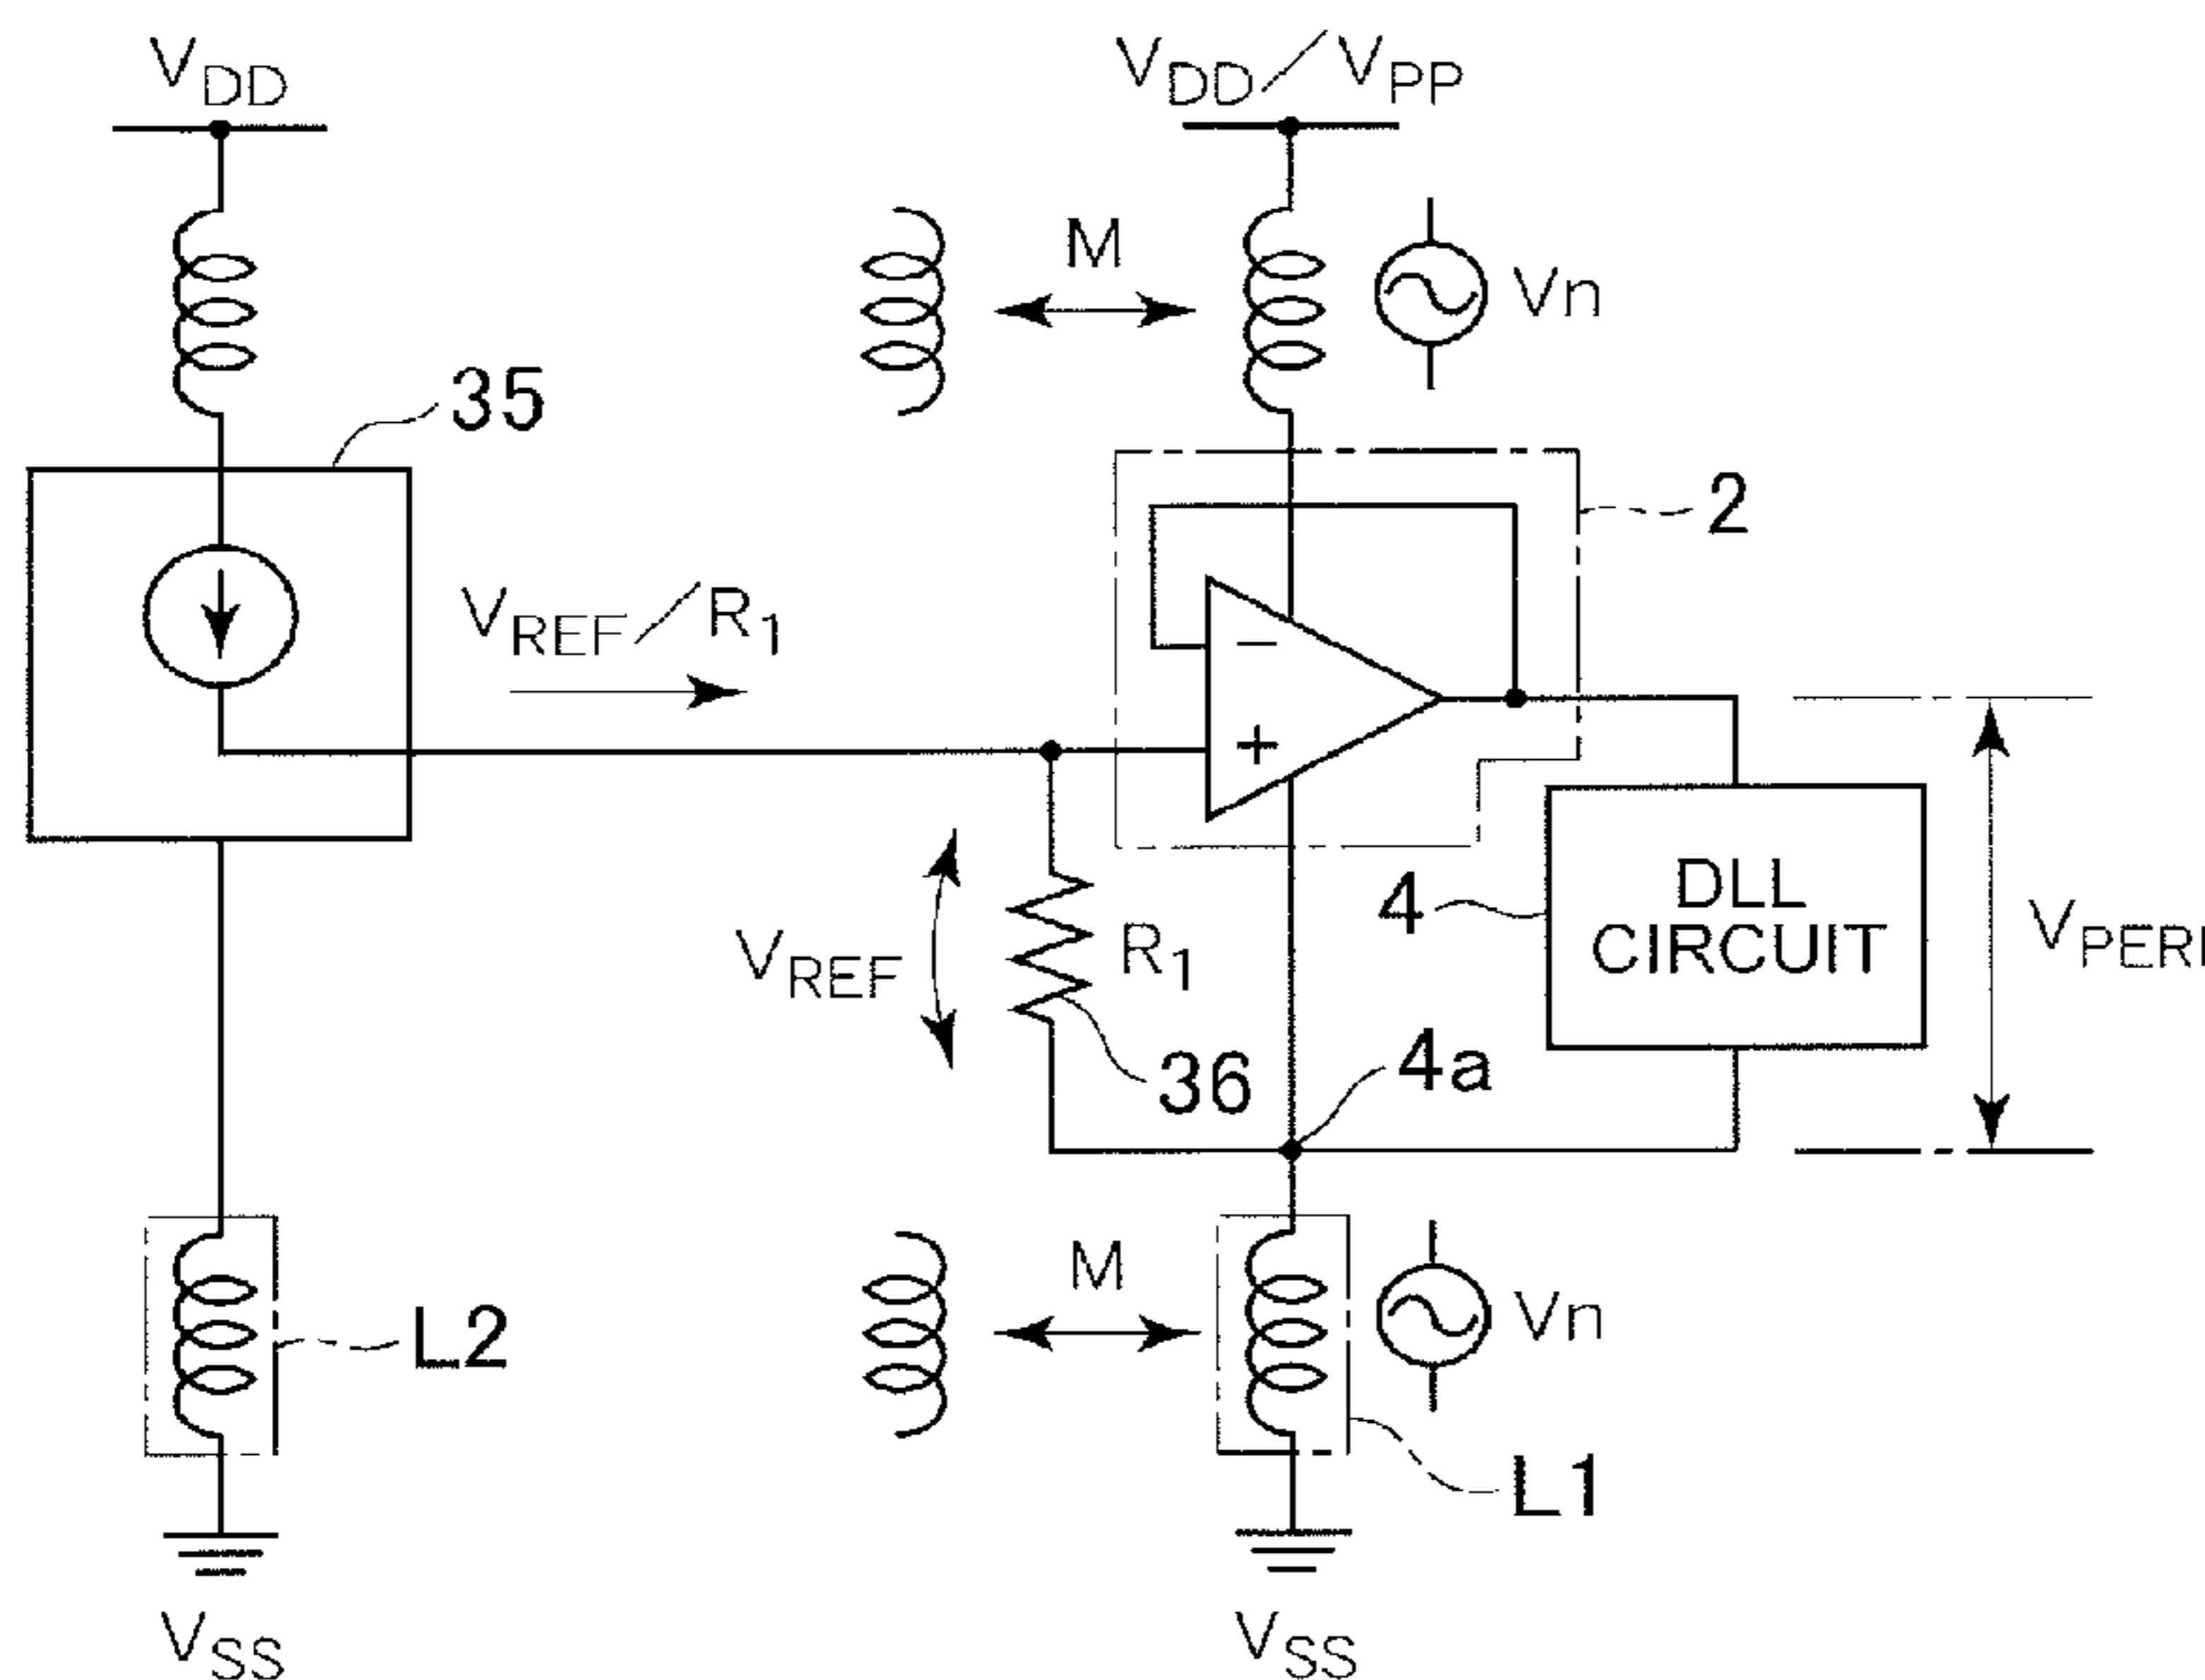 VDD
VDD/VPP
M
Vn
35
2
VREF/R1
−
+
DLL
CIRCUIT
4
VPERI
VREF
R1
36
4a
M
Vn
L2
L1
VSS
VSS